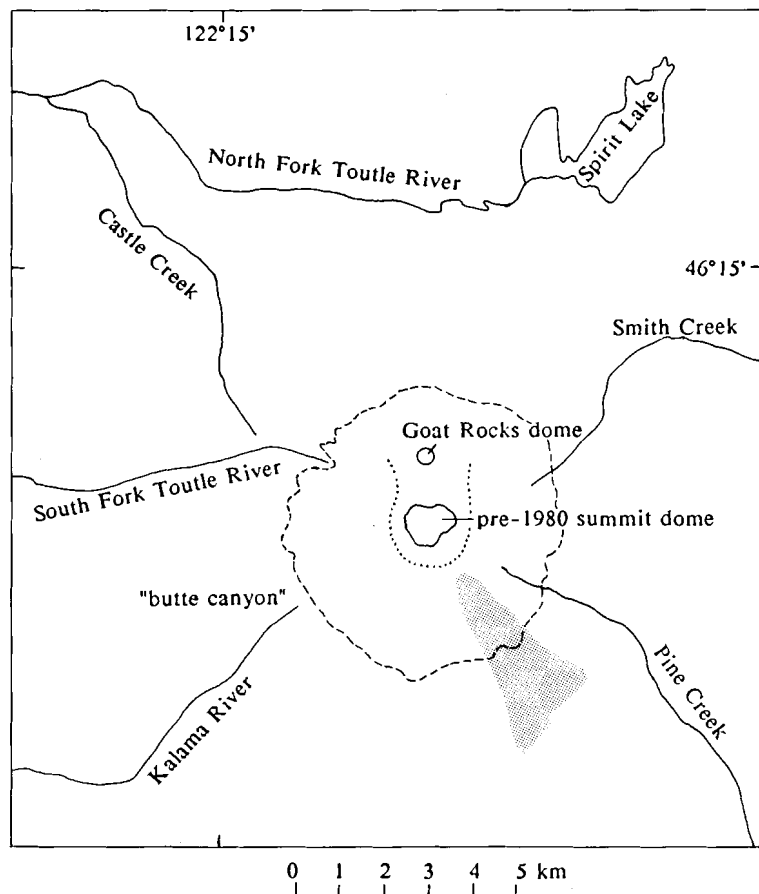 122°15'
North Fork Toutle River
Spirit Lake
Castle Creek
46°15'
Smith Creek
Goat Rocks dome
South Fork Toutle River
pre-1980 summit dome
"butte canyon"
Kalama River
Pine Creek
0 1 2 3 4 5 km